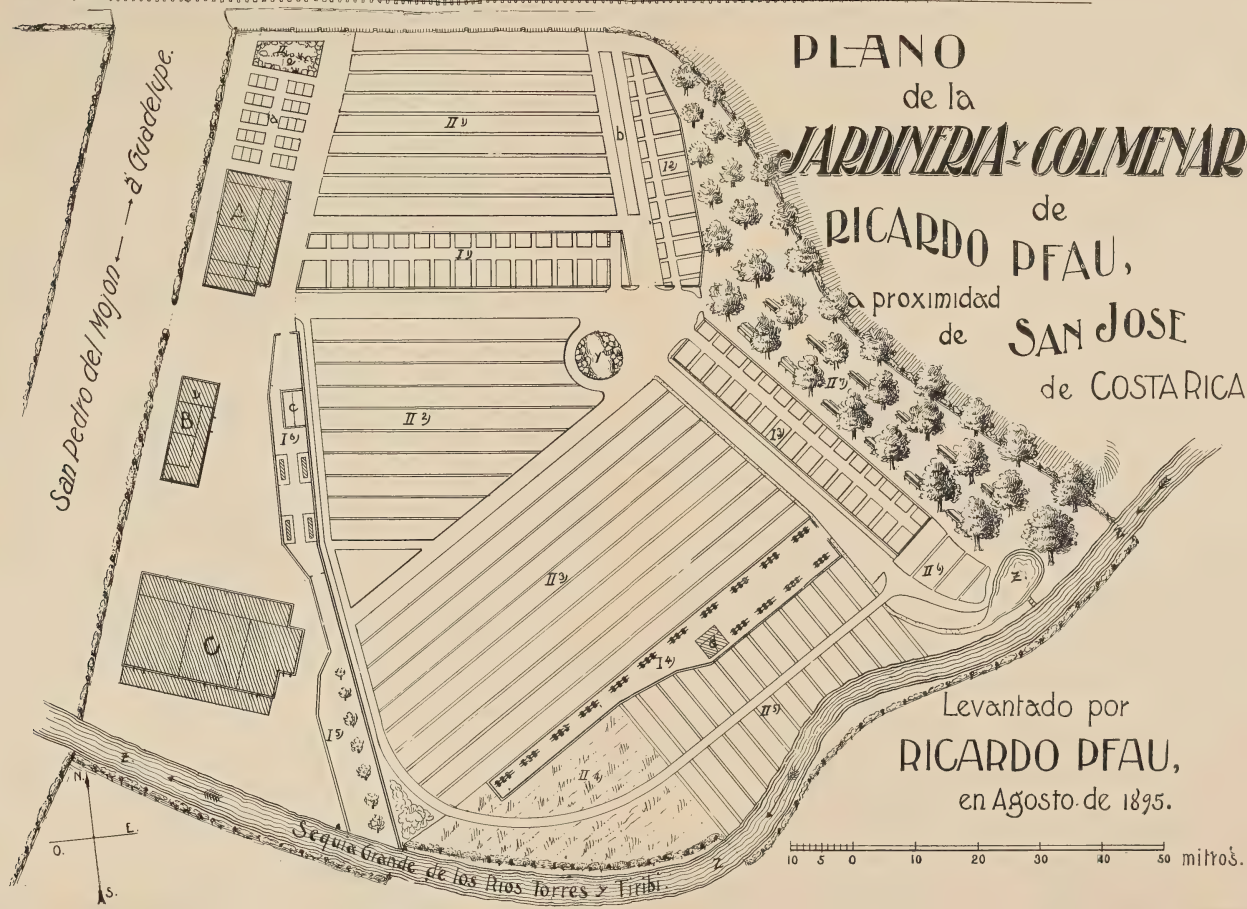 PLANO
de la
JARDINERIA Y COLMENAR
de
RICARDO PFAU,
a proximidad
de SAN JOSE
de COSTA RICA
San Pedro del Mojon ← → á Guadelupe.
a
A
II 1)
b
I 2)
I 1)
B
I 6)
c
II 2)
Y
I 3)
II 7)
C
II 3)
I 4)
d
II 6)
Z
II 5)
I 5)
Z
Z
Z
N.
E.
O.
S.
Sequia Grande de los Rios Torres y Tiribi.
Levantado por
RICARDO PFAU,
en Agosto de 1895.
10 5 0 10 20 30 40 50 mitros.